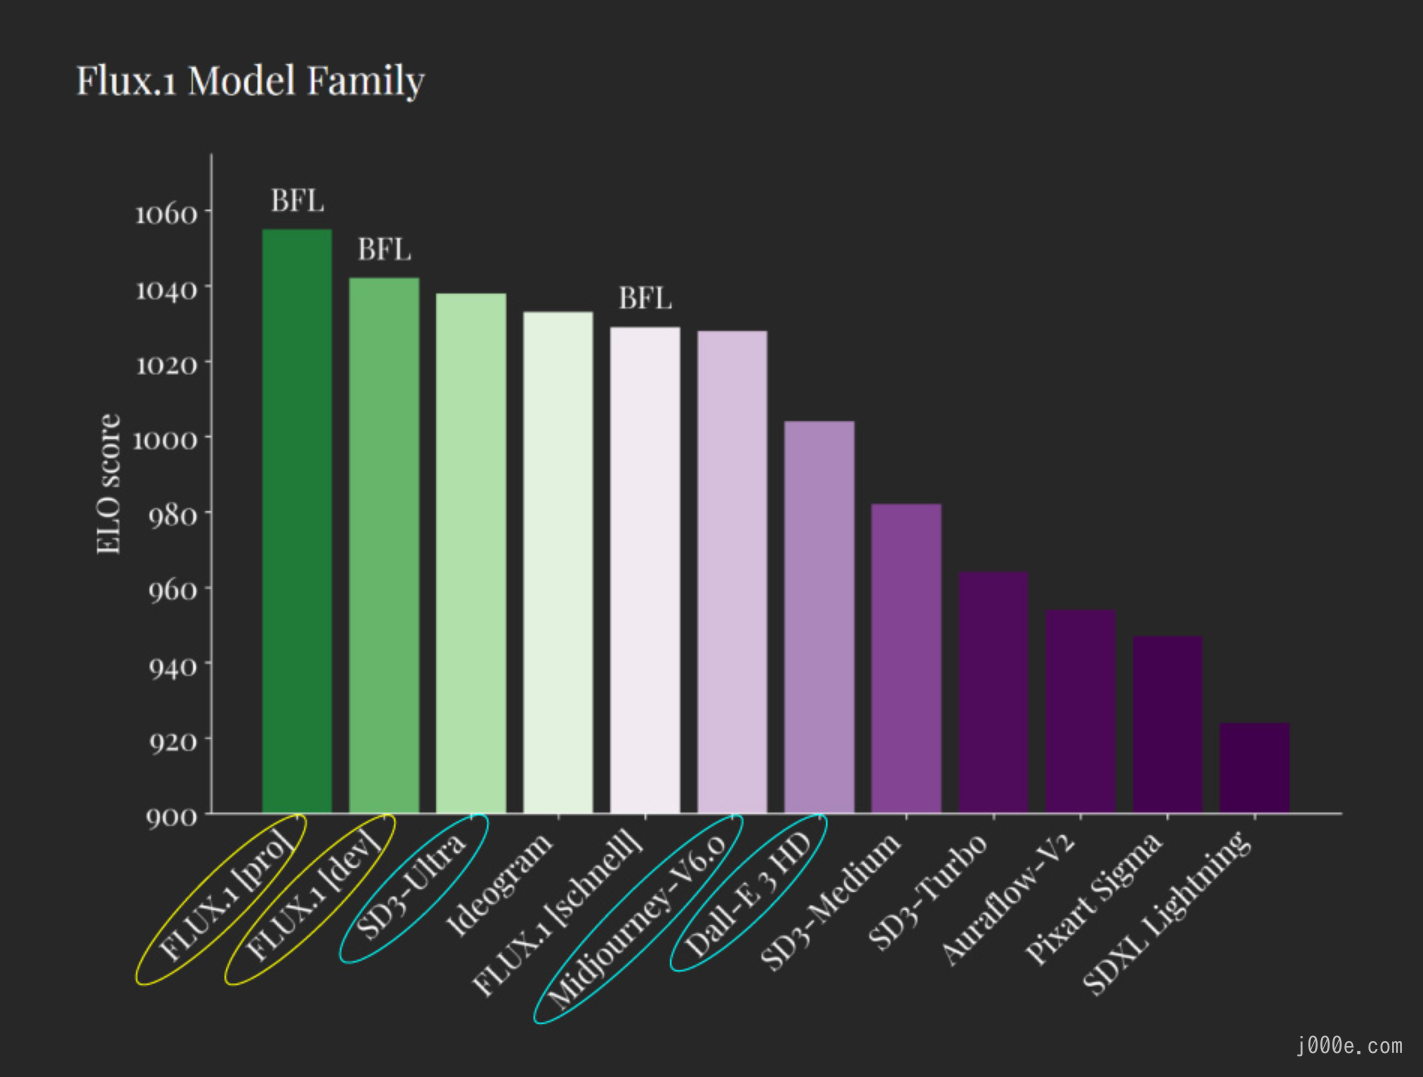 Flux.1 Model Family
ELO score
1060
1040
1020
1000
980
960
940
920
900
BFL
BFL
BFL
FLUX.1 [pro]
FLUX.1 [dev]
SD3-Ultra
Ideogram
FLUX.1 [schnell]
Midjourney-V6.0
Dall-E 3 HD
SD3-Medium
SD3-Turbo
Auraflow-V2
Pixart Sigma
SDXL Lightning
j000e.com